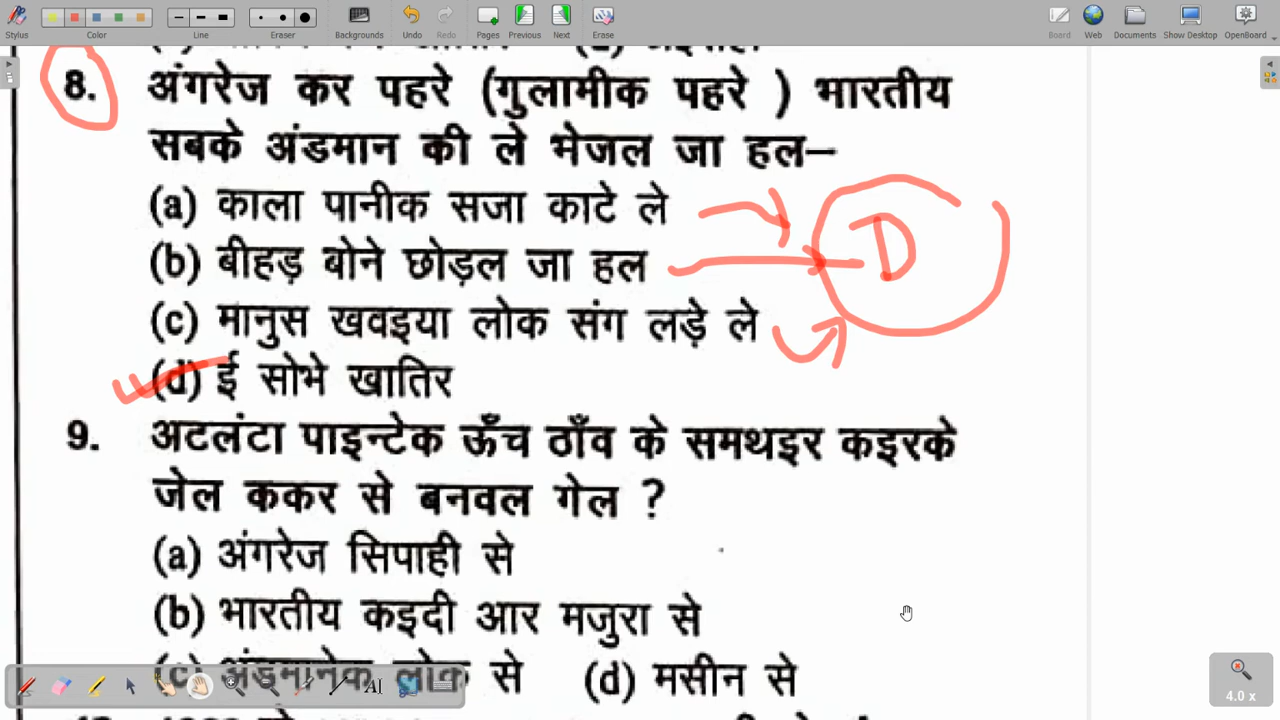 Stylus Color Line Eraser Backgrounds Undo Redo Pages Previous Next Erase Board Web Documents Show Desktop OpenBoard
8. अंगरेज कर पहरे (गुलामीक पहरे ) भारतीय
सबके अंडमान की ले भेजल जा हल–
(a) काला पानीक सजा काटे ले
(b) बीहड़ बोने छोड़ल जा हल
D
(c) मानुस खवइया लोक संग लड़े ले
(d) ई सोभे खातिर
9. अटलंटा पाइन्टेक ऊँच ठाँव के समथइर कइरके
जेल ककर से बनवल गेल ?
(a) अंगरेज सिपाही से
(b) भारतीय कइदी आर मजुरा से
(c) अंडमानेक लोक से (d) मसीन से
4.0 x